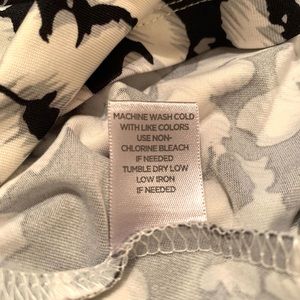 MACHINE WASH COLD
WITH LIKE COLORS
USE NON-
CHLORINE BLEACH
IF NEEDED
TUMBLE DRY LOW
LOW IRON
IF NEEDED